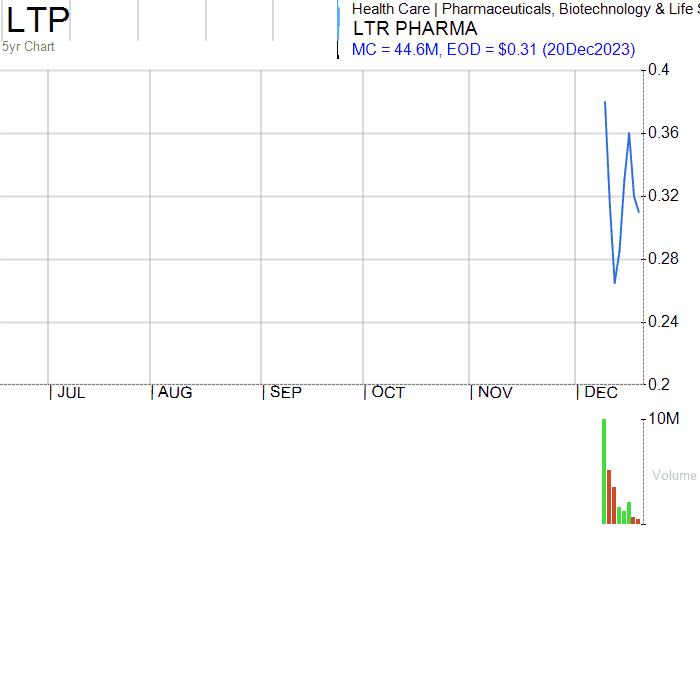 LTP
5yr Chart
Health Care | Pharmaceuticals, Biotechnology & Life
LTR PHARMA
MC = 44.6M, EOD = $0.31 (20Dec2023)
0.4
0.36
0.32
0.28
0.24
0.2
JUL AUG SEP OCT NOV DEC
10M
Volume